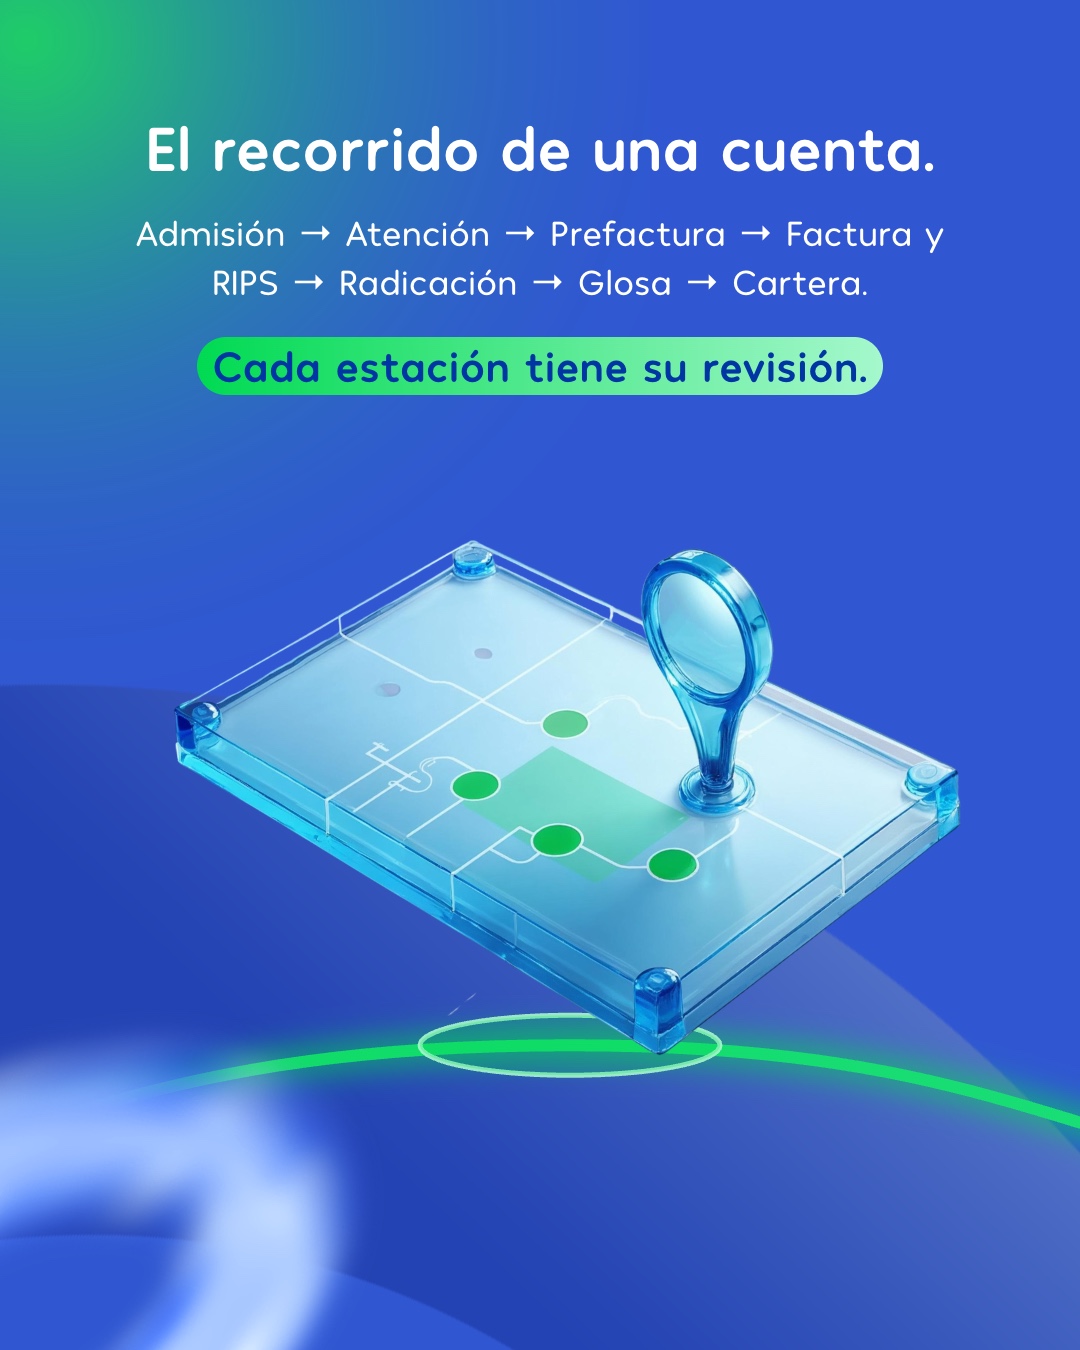 El recorrido de una cuenta.
Admisión → Atención → Prefactura → Factura y
RIPS → Radicación → Glosa → Cartera.
Cada estación tiene su revisión.